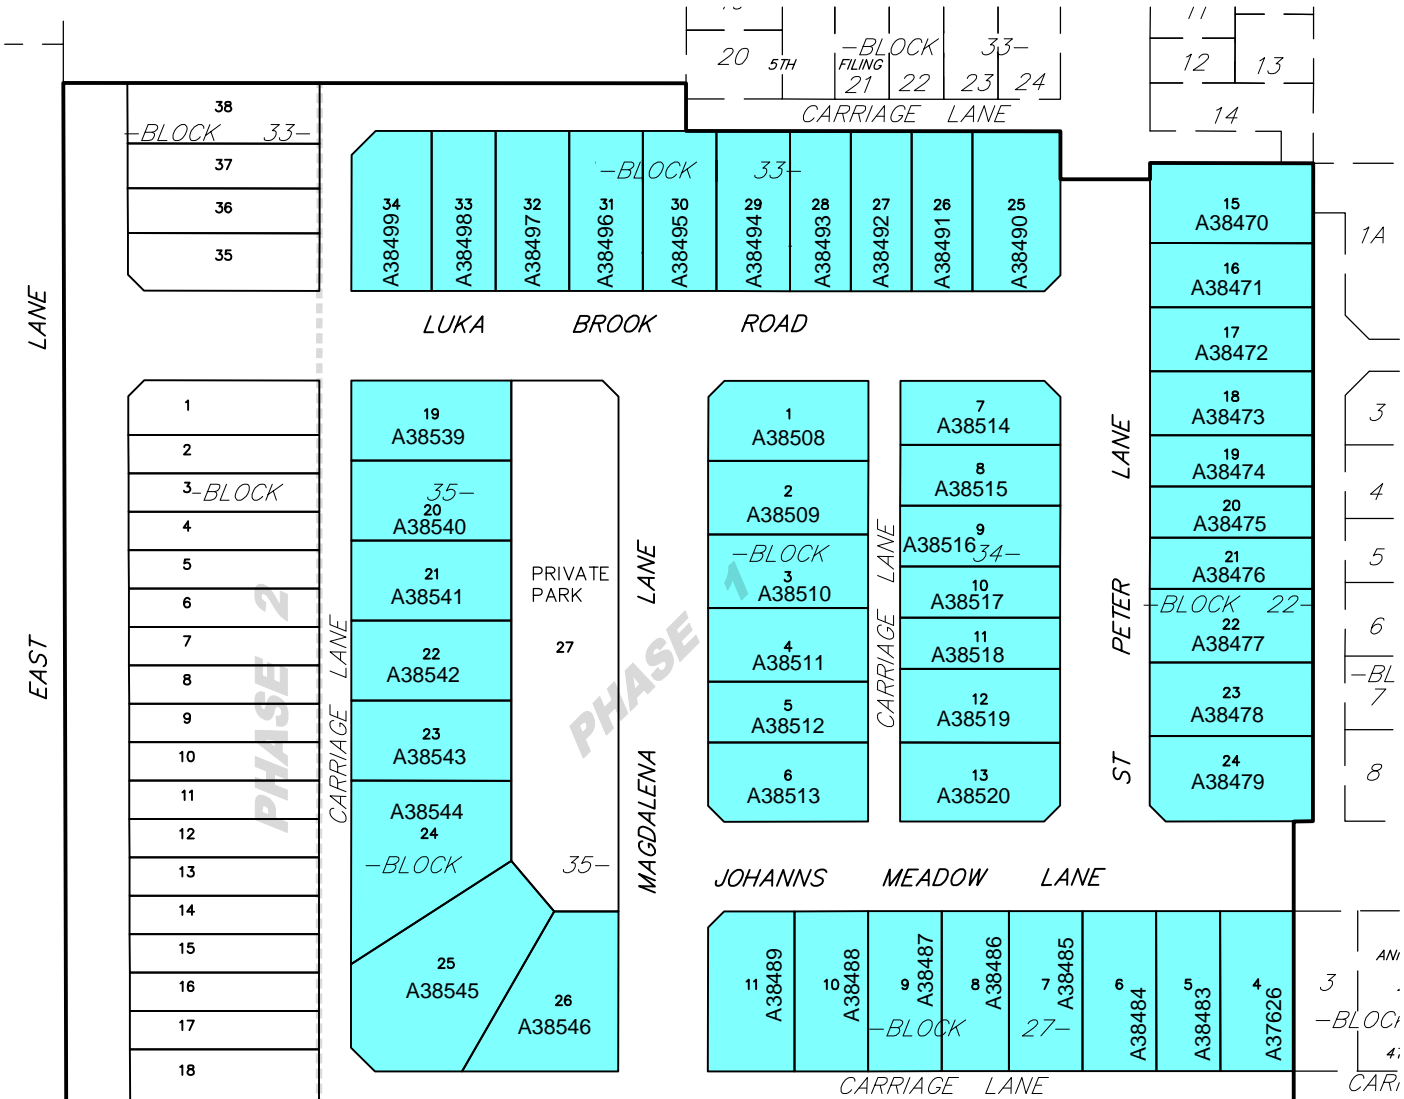 20
5TH
FILING
-BLOCK 33-
21 22 23 24
CARRIAGE LANE
11
12
13
14
38
-BLOCK 33-
37
36
35
-BLOCK 33-
34
A38499
33
A38498
32
A38497
31
A38496
30
A38495
29
A38494
28
A38493
27
A38492
26
A38491
25
A38490
15
A38470
16
A38471
17
A38472
18
A38473
19
A38474
20
A38475
21
A38476
-BLOCK 22-
22
A38477
23
A38478
24
A38479
1A
3
4
5
6
-BL
7
8
EAST LANE
LUKA BROOK ROAD
1
2
3
-BLOCK 35-
4
5
6
7
8
9
10
11
12
13
14
15
16
17
18
PHASE 2
CARRIAGE LANE
19
A38539
20
A38540
21
A38541
22
A38542
23
A38543
A38544
24
-BLOCK 35-
25
A38545
26
A38546
PRIVATE
PARK
27
PHASE 1
MAGDALENA LANE
1
A38508
2
A38509
-BLOCK 34-
3
A38510
4
A38511
5
A38512
6
A38513
CARRIAGE LANE
7
A38514
8
A38515
9
A38516
10
A38517
11
A38518
12
A38519
13
A38520
ST PETER LANE
JOHANNS MEADOW LANE
11
A38489
10
A38488
9
A38487
8
A38486
7
A38485
6
A38484
5
A38483
4
A37626
-BLOCK 27-
CARRIAGE LANE
3
-BLOCK